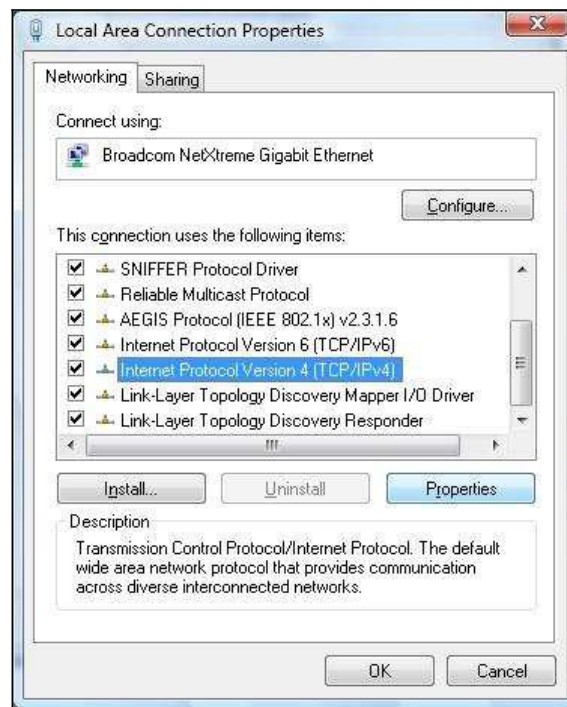 Local Area Connection Properties
Networking
Sharing
Connect using:
Broadcom NetXtreme Gigabit Ethernet
Configure...
This connection uses the following items:
SNIFFER Protocol Driver
Reliable Multicast Protocol
AEGIS Protocol (IEEE 802.1x) v2.3.1.6
Internet Protocol Version 6 (TCP/IPv6)
Internet Protocol Version 4 (TCP/IPv4)
Link-Layer Topology Discovery Mapper I/O Driver
Link-Layer Topology Discovery Responder
Install...
Uninstall
Properties
Description
Transmission Control Protocol/Internet Protocol. The default
wide area network protocol that provides communication
across diverse interconnected networks.
OK
Cancel